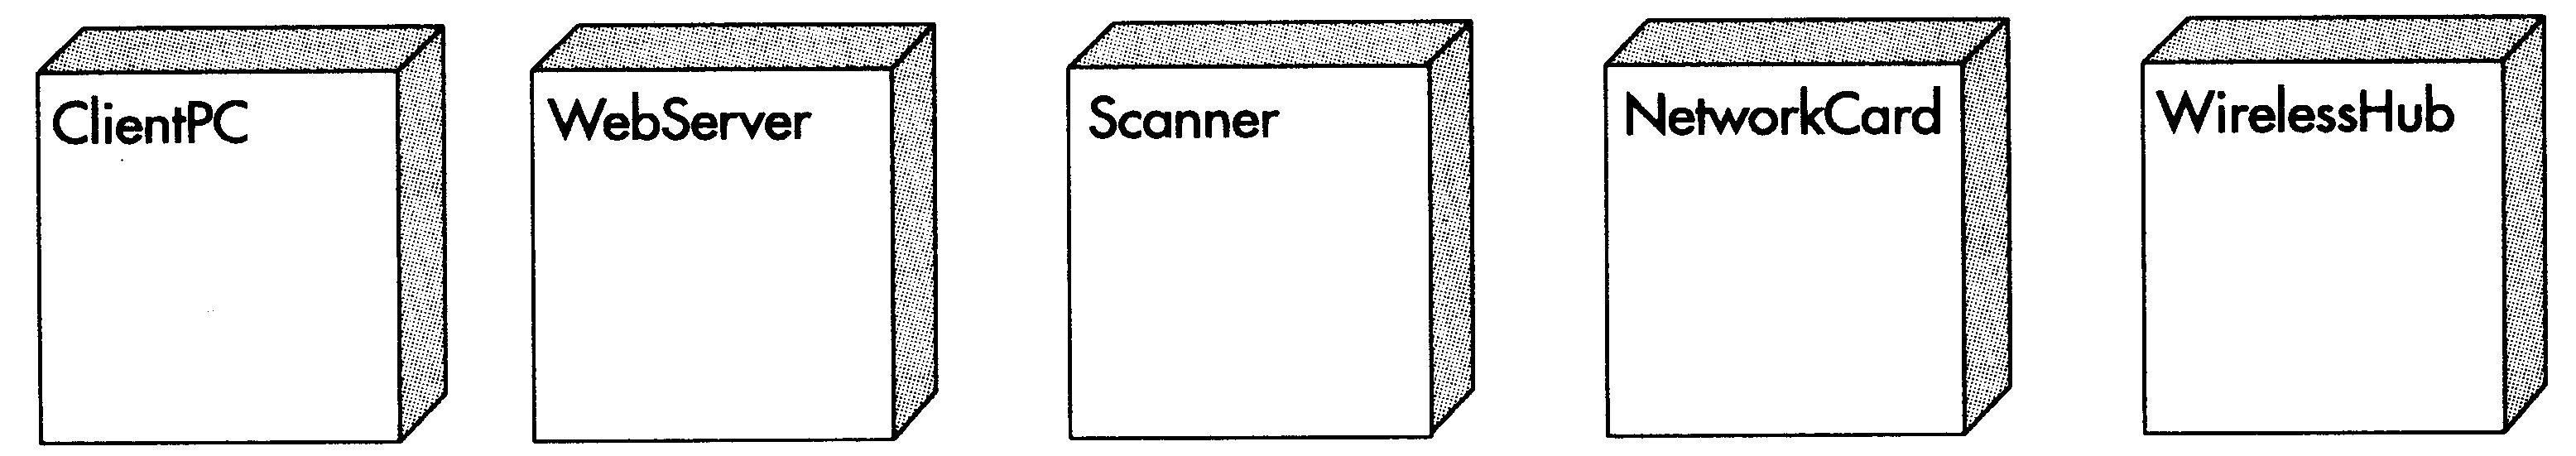 ClientPC
WebServer
Scanner
NetworkCard
WirelessHub